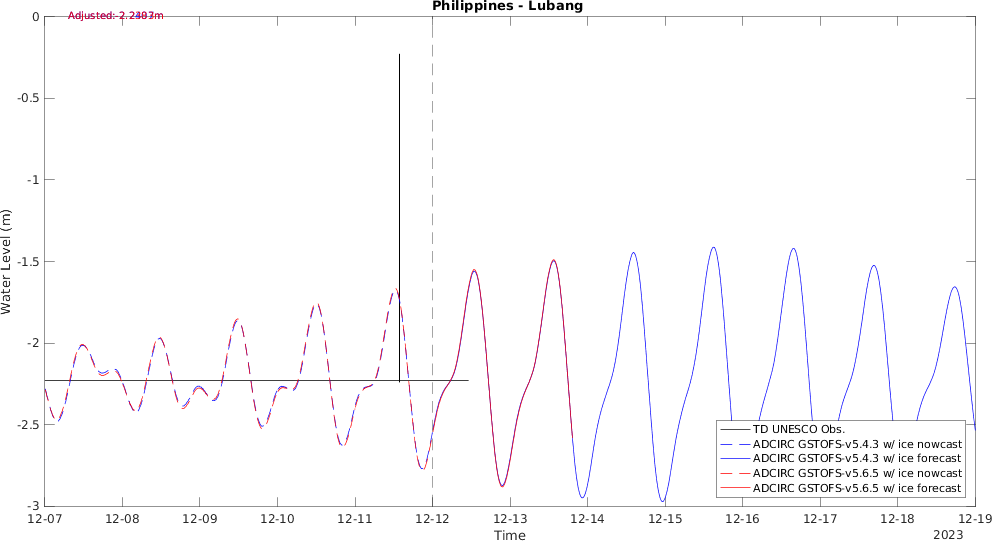 Philippines - Lubang
Adjusted:
0
-0.5
-1
-1.5
-2
-2.5
-3
Water Level (m)
TD UNESCO Obs.
ADCIRC GSTOFS-v5.4.3 w/ ice nowcast
ADCIRC GSTOFS-v5.4.3 w/ ice forecast
ADCIRC GSTOFS-v5.6.5 w/ ice nowcast
ADCIRC GSTOFS-v5.6.5 w/ ice forecast
12-07 12-08 12-09 12-10 12-11 12-12 12-13 12-14 12-15 12-16 12-17 12-18 12-19
Time
2023